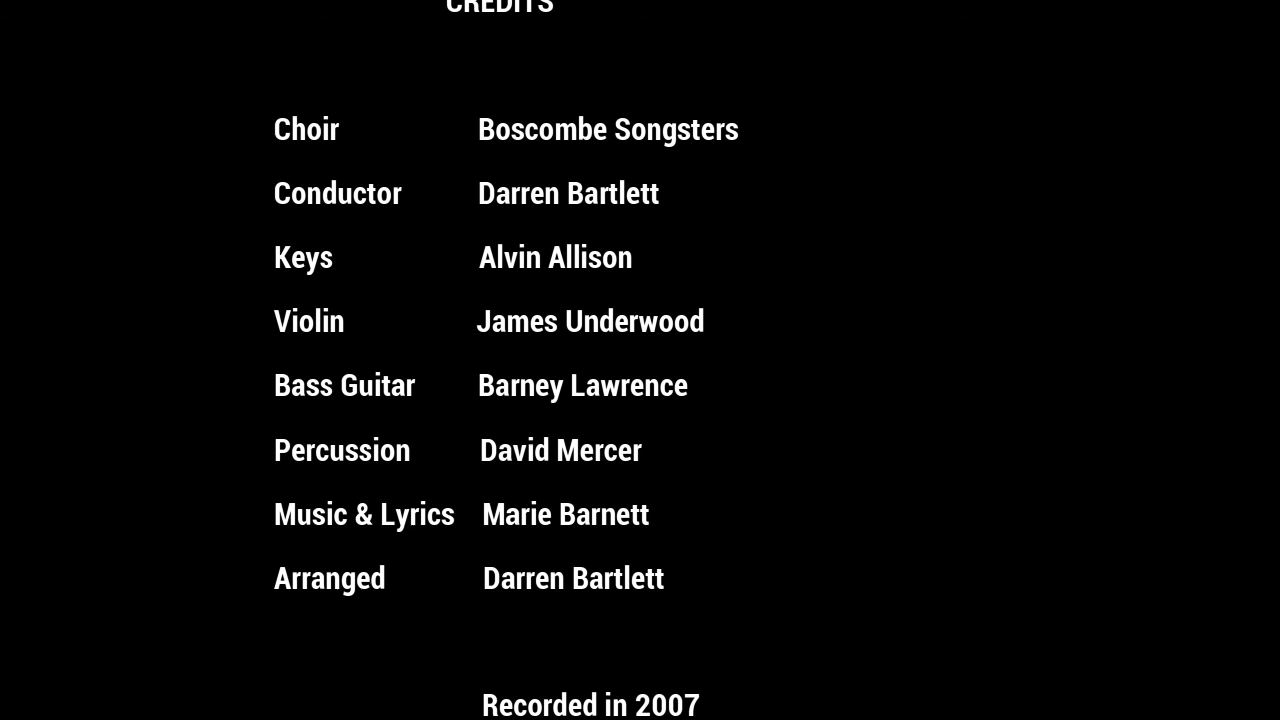 CREDITS
Choir Boscombe Songsters
Conductor Darren Bartlett
Keys Alvin Allison
Violin James Underwood
Bass Guitar Barney Lawrence
Percussion David Mercer
Music & Lyrics Marie Barnett
Arranged Darren Bartlett
Recorded in 2007